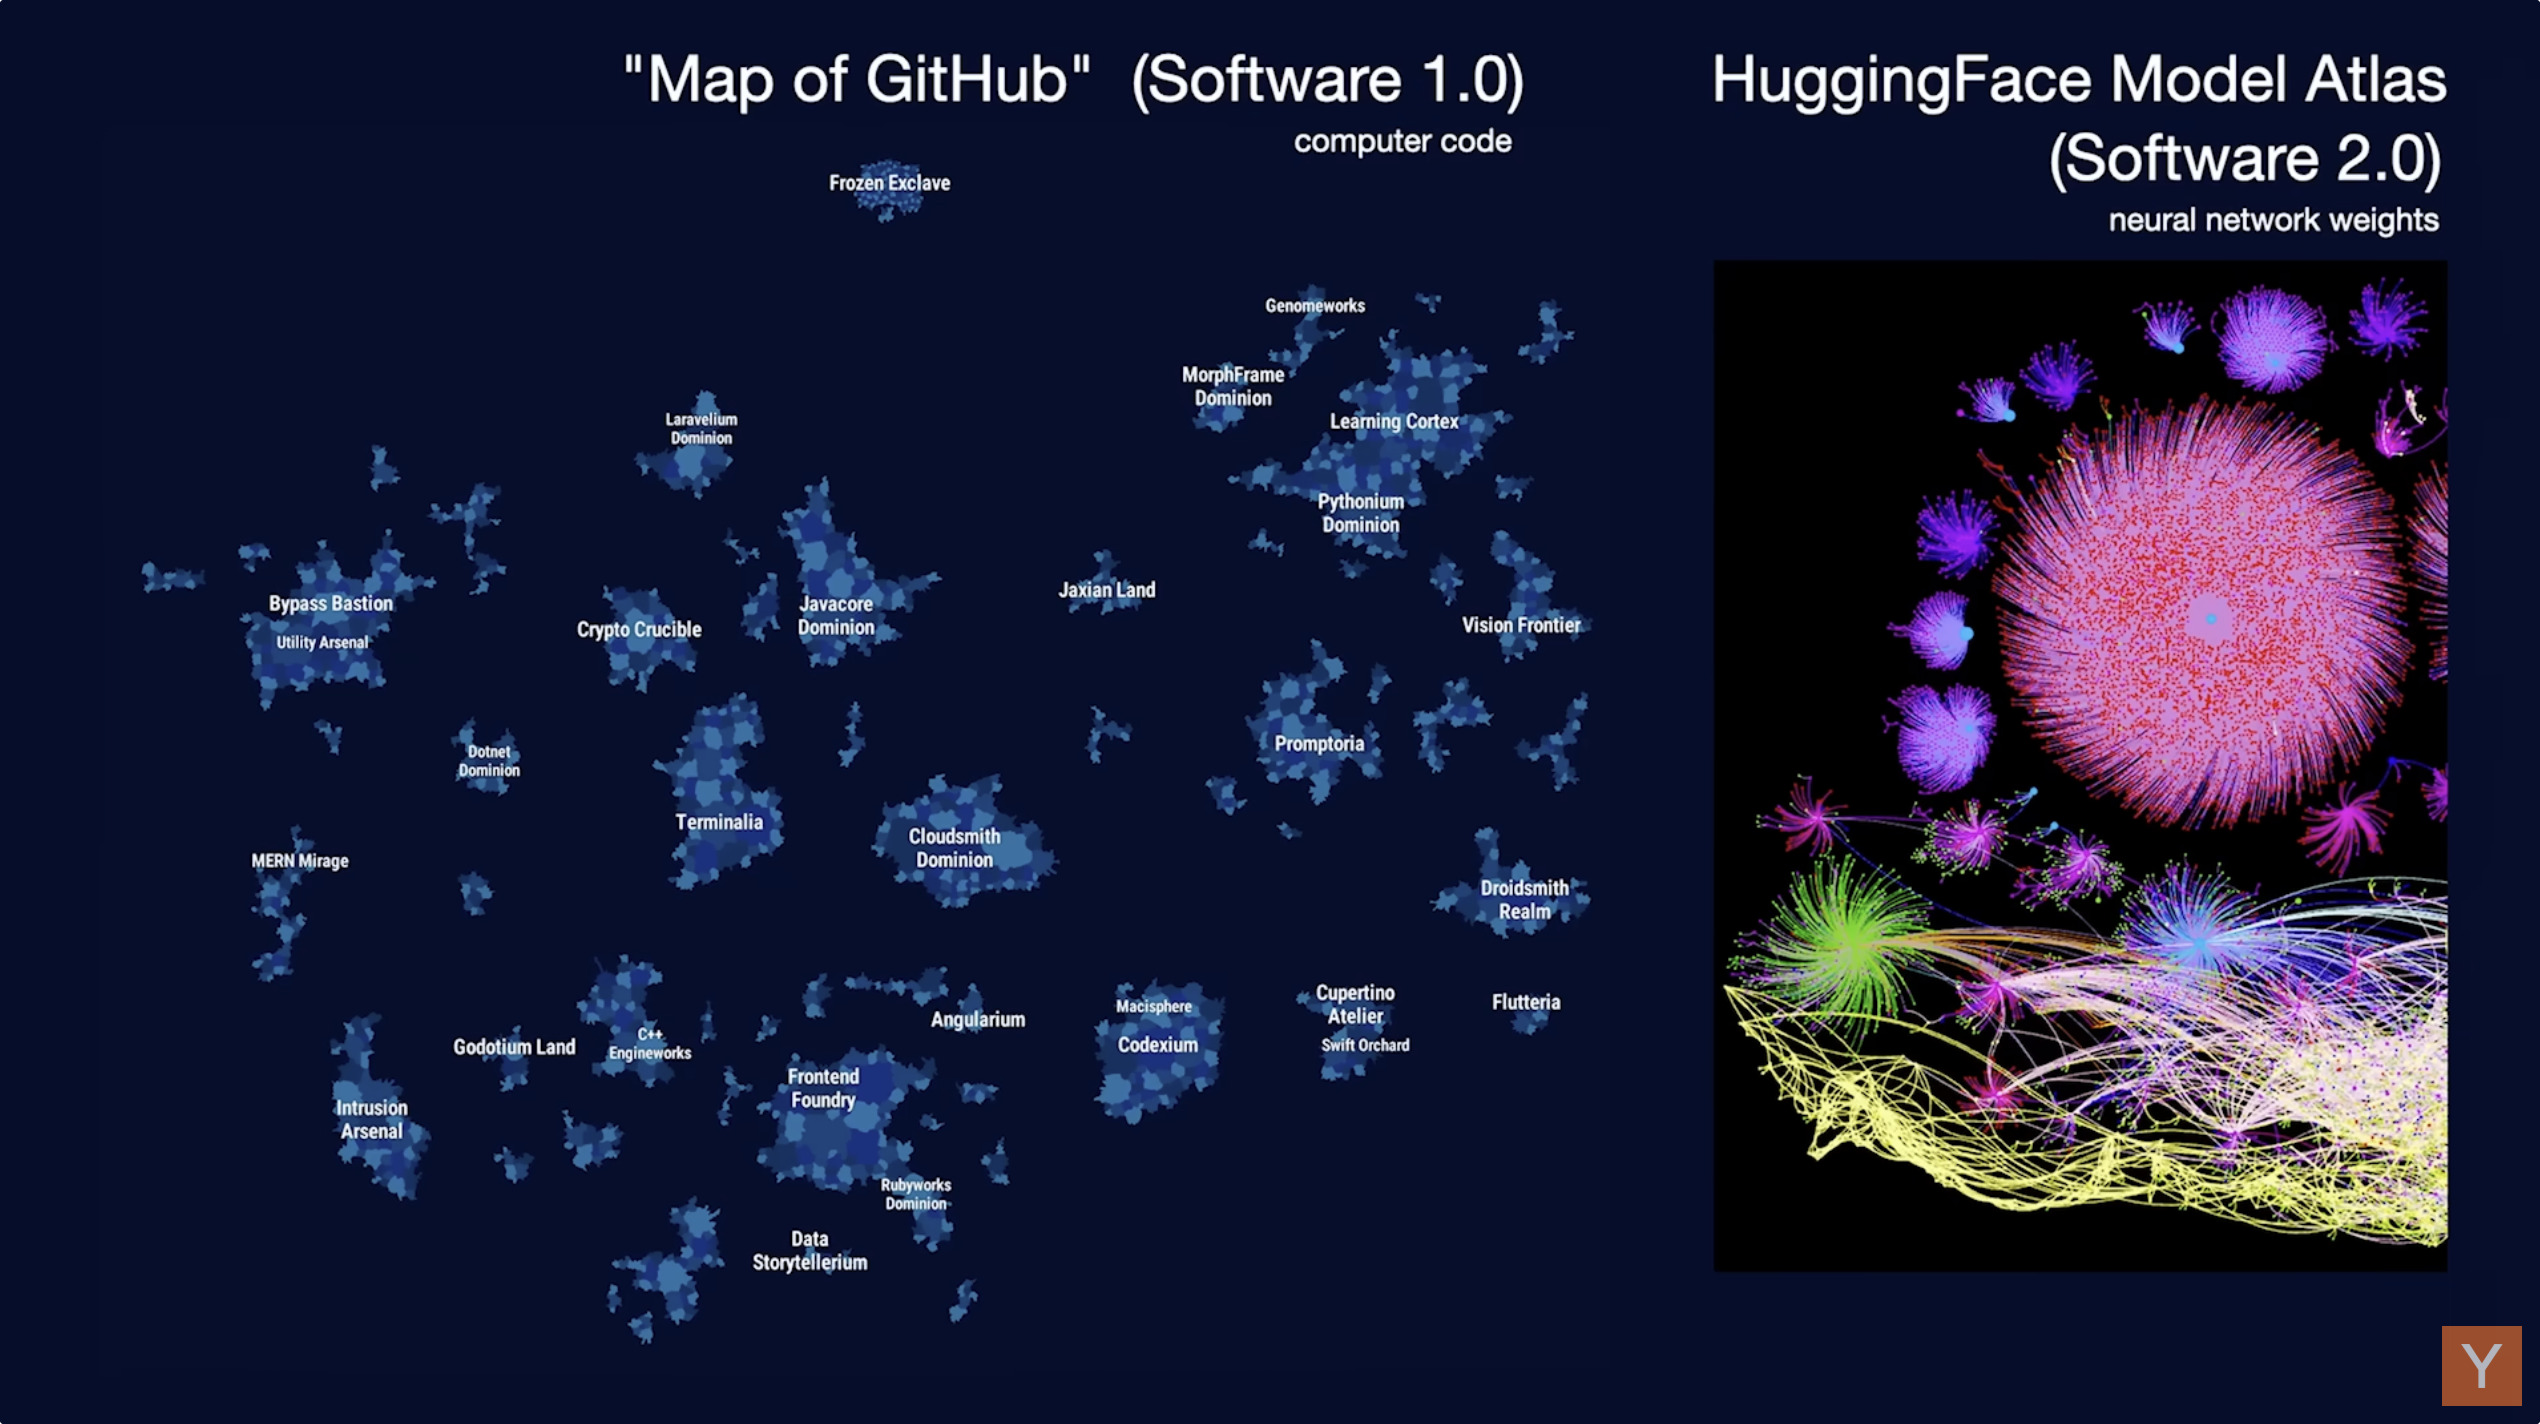 "Map of GitHub" (Software 1.0)
computer code
HuggingFace Model Atlas
(Software 2.0)
neural network weights
Frozen Exclave
Genomeworks
MorphFrame
Dominion
Learning Cortex
Laravelium
Dominion
Pythonium
Dominion
Bypass Bastion
Utility Arsenal
Crypto Crucible
Javacore
Dominion
Jaxian Land
Vision Frontier
Dotnet
Dominion
Promptoria
Terminalia
Cloudsmith
Dominion
MERN Mirage
Droidsmith
Realm
Godotium Land
C++
Engineworks
Angularium
Macisphere
Codexium
Cupertino
Atelier
Swift Orchard
Flutteria
Intrusion
Arsenal
Frontend
Foundry
Rubyworks
Dominion
Data
Storytellerium
Y